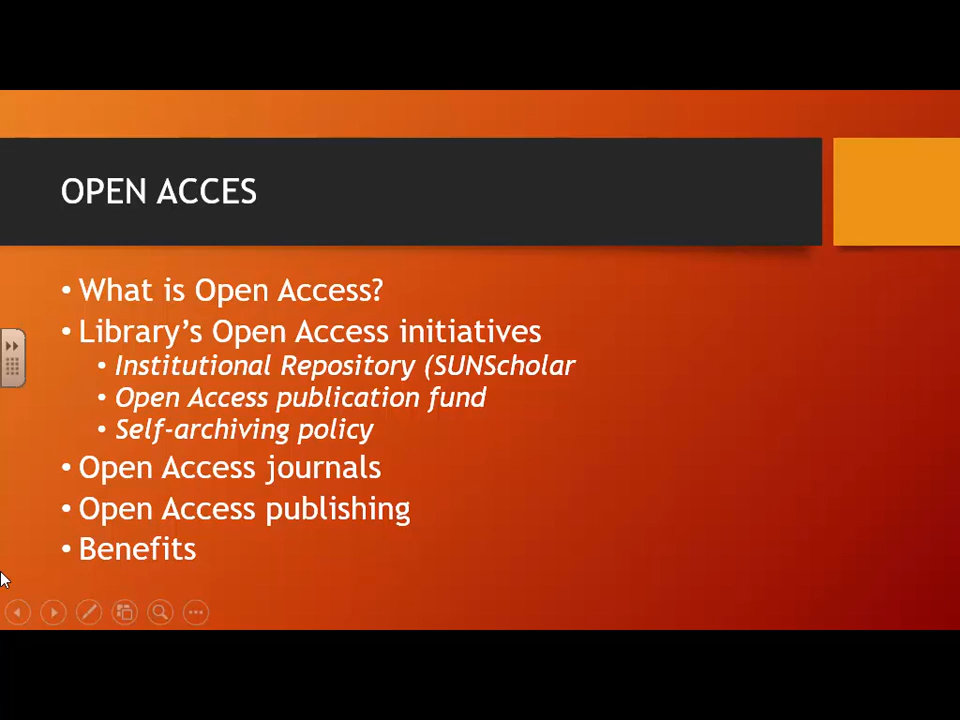 OPEN ACCES
• What is Open Access?
• Library’s Open Access initiatives
• Institutional Repository (SUNScholar
• Open Access publication fund
• Self-archiving policy
• Open Access journals
• Open Access publishing
• Benefits